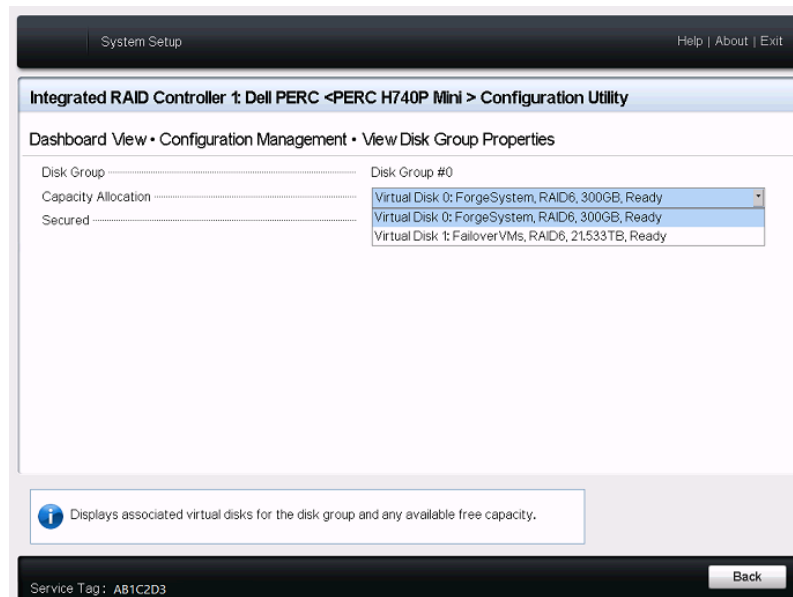 System Setup
Help | About | Exit
Integrated RAID Controller 1: Dell PERC <PERC H740P Mini > Configuration Utility
Dashboard View • Configuration Management • View Disk Group Properties
Disk Group
Disk Group #0
Capacity Allocation
Virtual Disk 0: ForgeSystem, RAID6, 300GB, Ready
Secured
Virtual Disk 0: ForgeSystem, RAID6, 300GB, Ready
Virtual Disk 1: FailoverVMs, RAID6, 21.533TB, Ready
Displays associated virtual disks for the disk group and any available free capacity.
Back
Service Tag: AB1C2D3